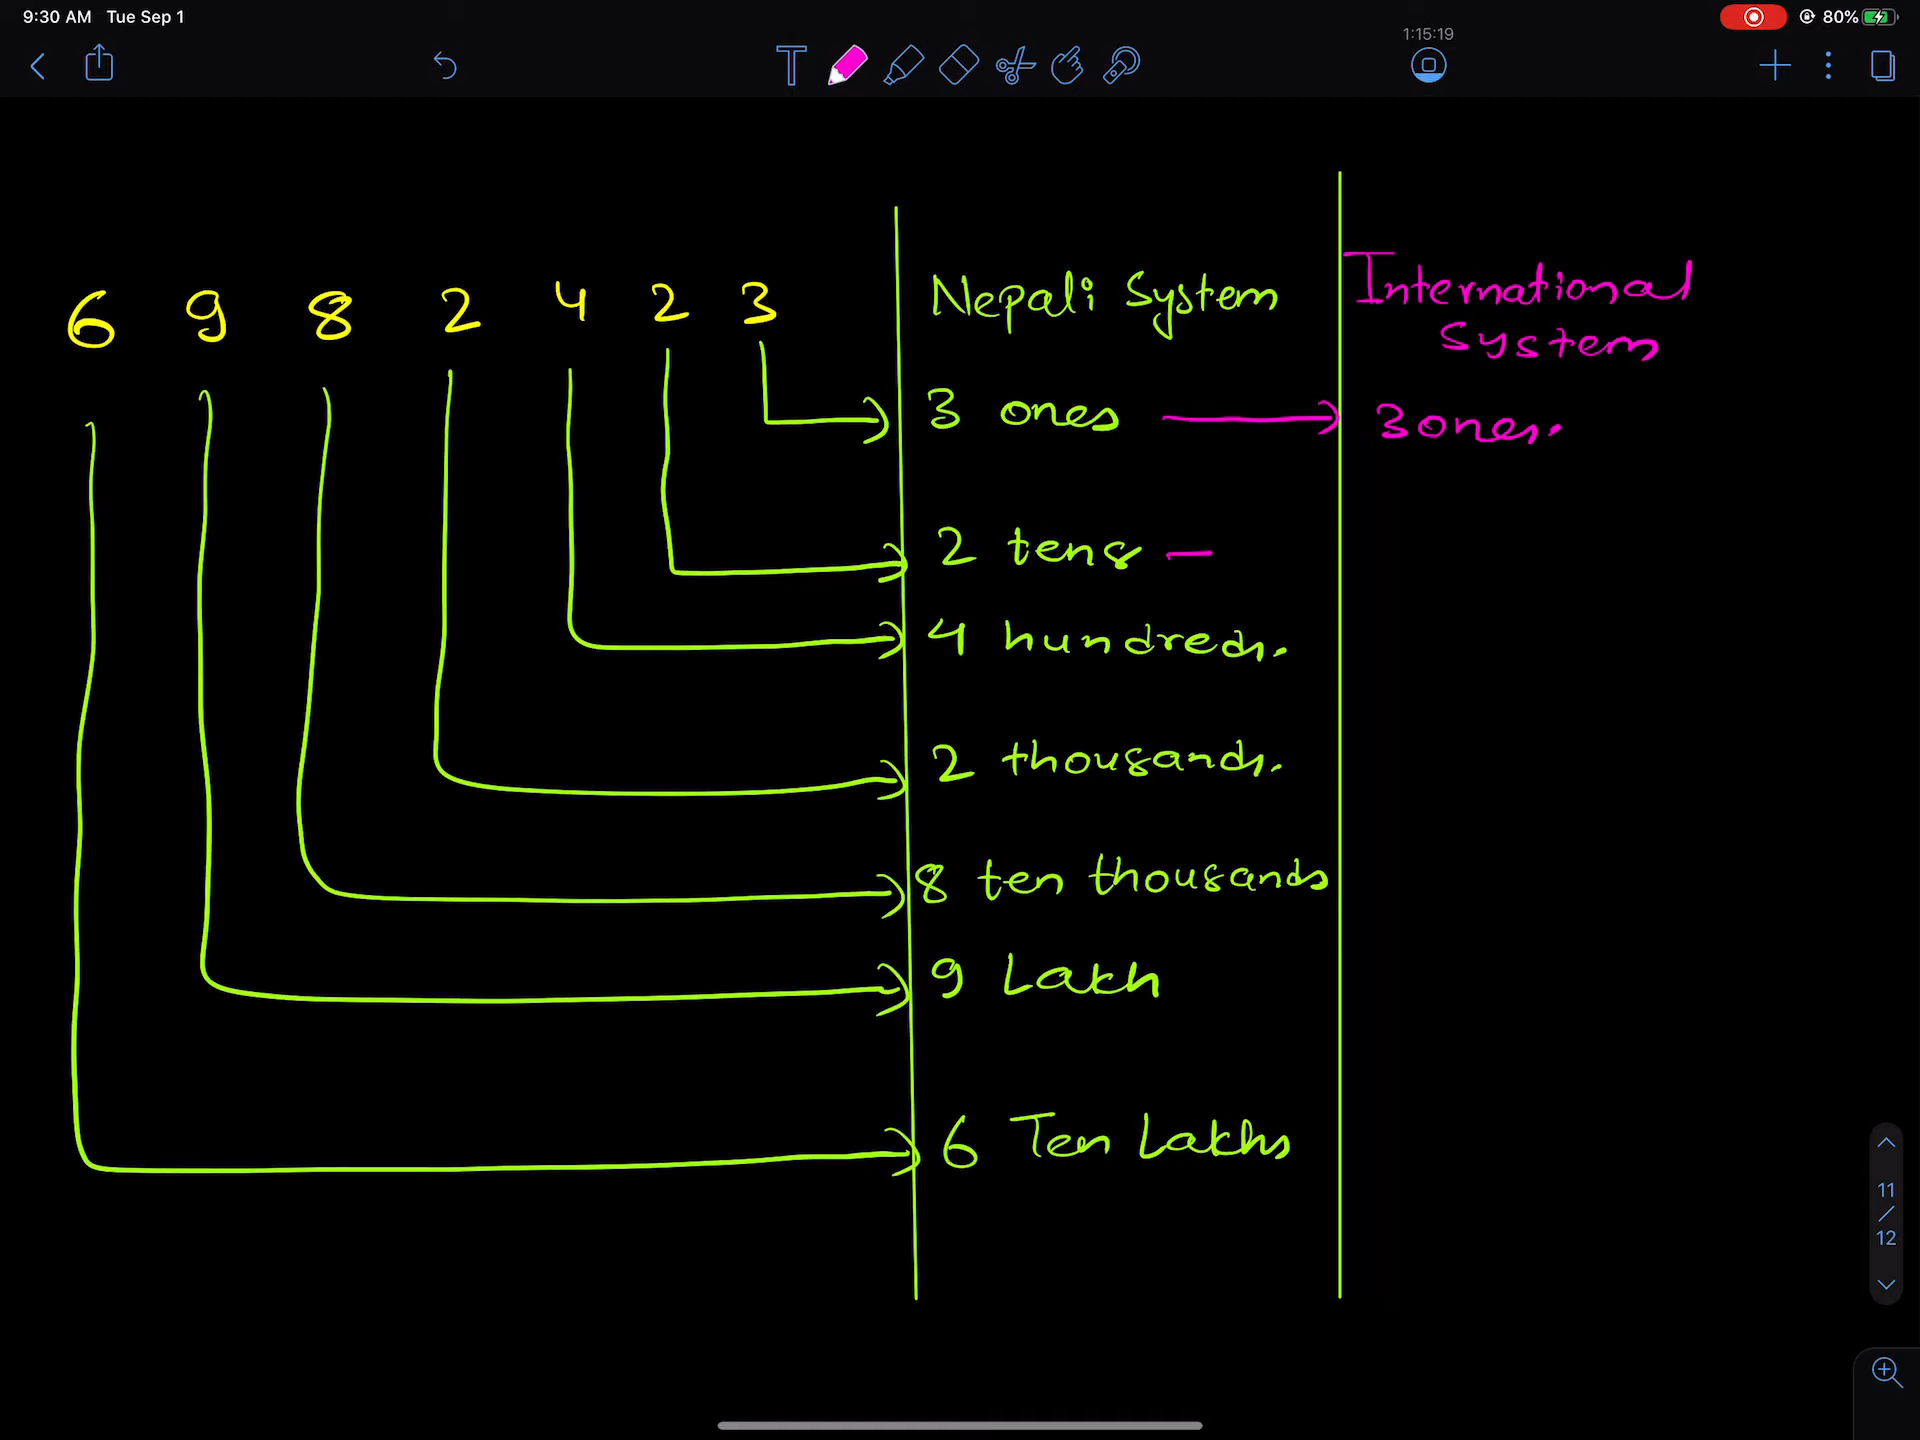 9:30 AM Tue Sep 1
80%
1:15:19
6 9 8 2 4 2 3
Nepali System
International
System
3 ones
3 ones.
2 tens
4 hundreds.
2 thousands.
8 ten thousands
9 Lakh
6 Ten Lakhs
11
/
12